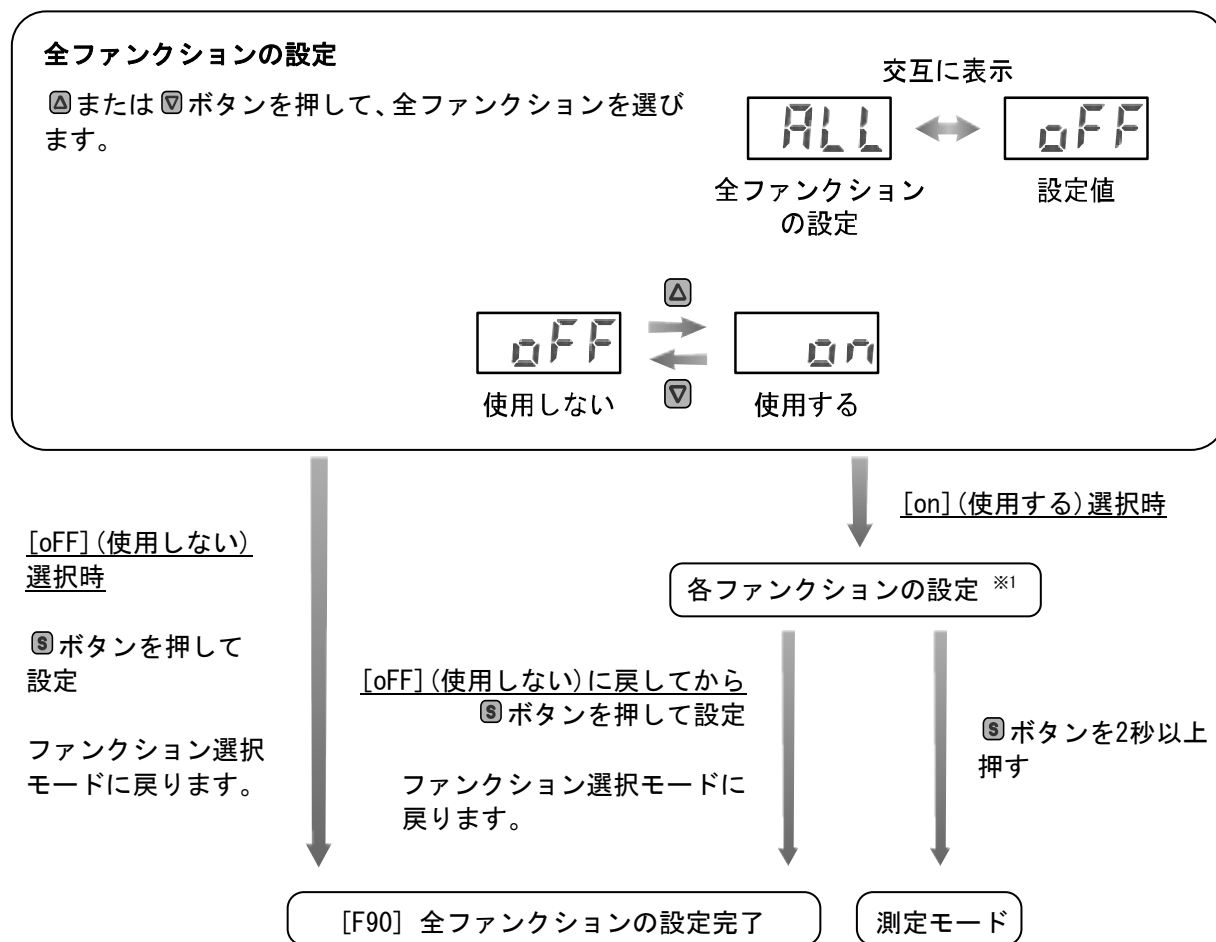 全ファンクションの設定
△または▽ボタンを押して、全ファンクションを選び
ます。
交互に表示
ALL
oFF
全ファンクション
の設定
設定値
△
oFF
on
▽
使用しない
使用する
[on](使用する)選択時
[oFF](使用しない)
選択時
各ファンクションの設定 ※1
Sボタンを押して
設定
[oFF](使用しない)に戻してから
Sボタンを押して設定
Sボタンを2秒以上
押す
ファンクション選択
モードに戻ります。
ファンクション選択モードに
戻ります。
[F90] 全ファンクションの設定完了
測定モード